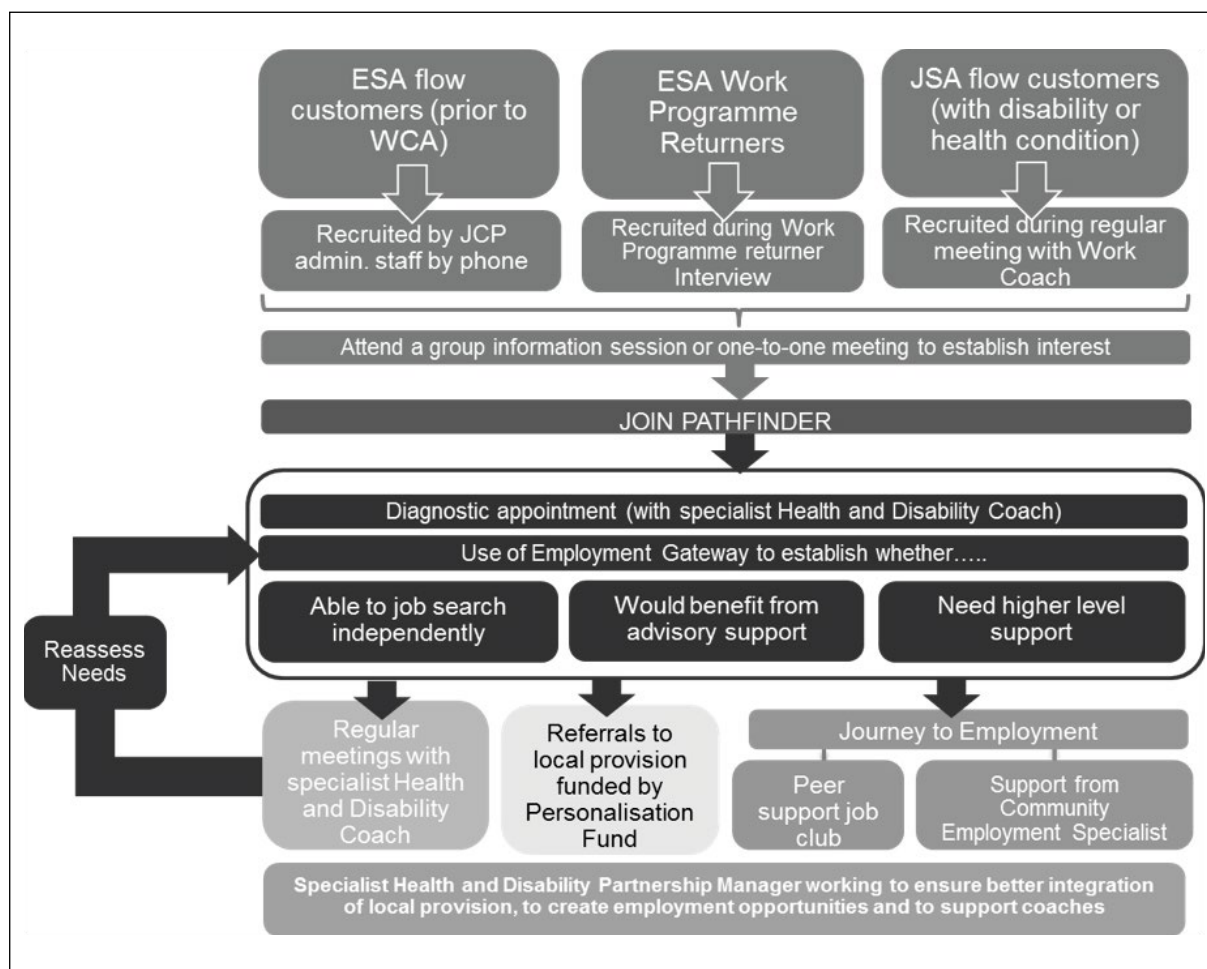 ESA flow
customers (prior to
WCA)
ESA Work
Programme
Returners
JSA flow customers
(with disability or
health condition)
Recruited by JCP
admin. staff by phone
Recruited during Work
Programme returner
Interview
Recruited during regular
meeting with Work
Coach
Attend a group information session or one-to-one meeting to establish interest
JOIN PATHFINDER
Diagnostic appointment (with specialist Health and Disability Coach)
Use of Employment Gateway to establish whether.....
Able to job search
independently
Would benefit from
advisory support
Need higher level
support
Reassess
Needs
Regular
meetings with
specialist Health
and Disability
Coach
Referrals to
local provision
funded by
Personalisation
Fund
Journey to Employment
Peer
support job
club
Support from
Community
Employment Specialist
Specialist Health and Disability Partnership Manager working to ensure better integration
of local provision, to create employment opportunities and to support coaches